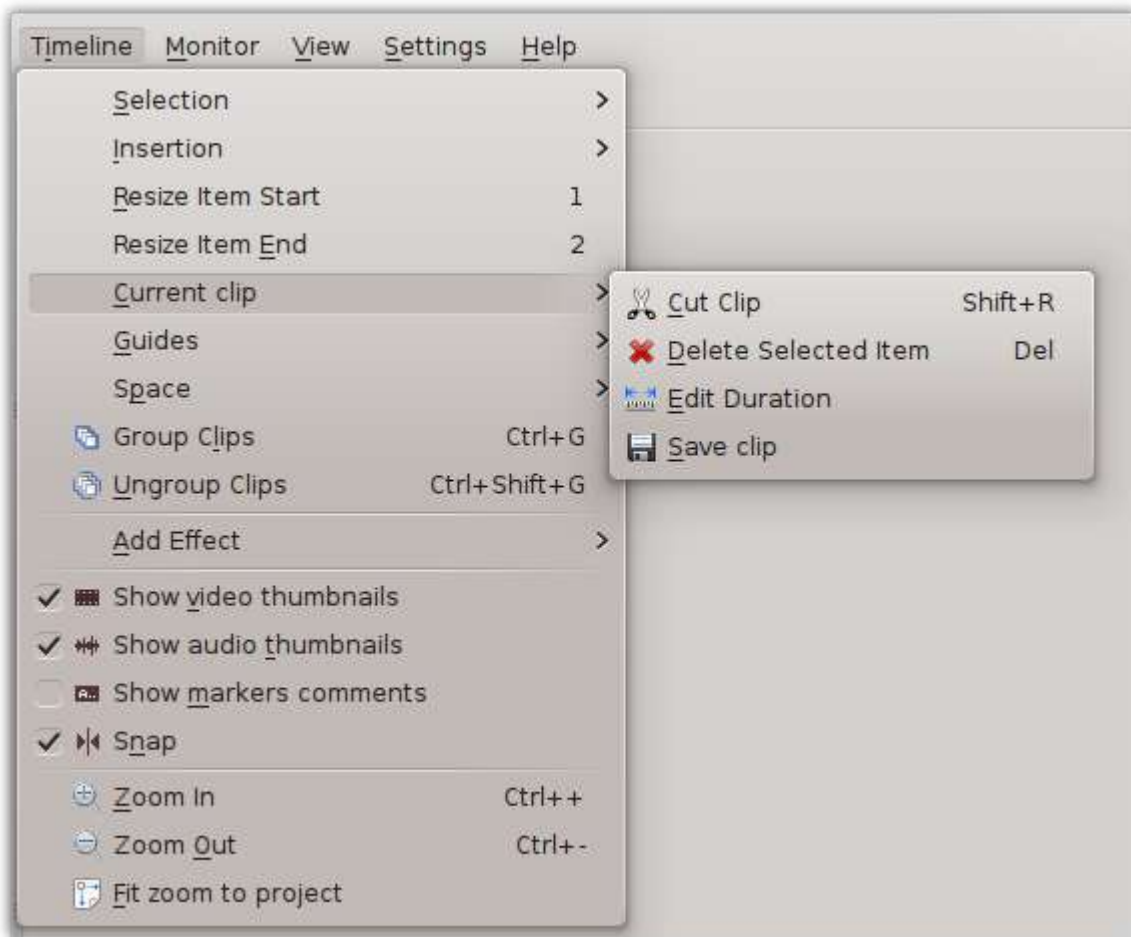 Timeline Monitor View Settings Help
Selection
Insertion
Resize Item Start 1
Resize Item End 2
Current clip
Cut Clip Shift+R
Delete Selected Item Del
Edit Duration
Save clip
Guides
Space
Group Clips Ctrl+G
Ungroup Clips Ctrl+Shift+G
Add Effect
Show video thumbnails
Show audio thumbnails
Show markers comments
Snap
Zoom In Ctrl++
Zoom Out Ctrl+-
Fit zoom to project